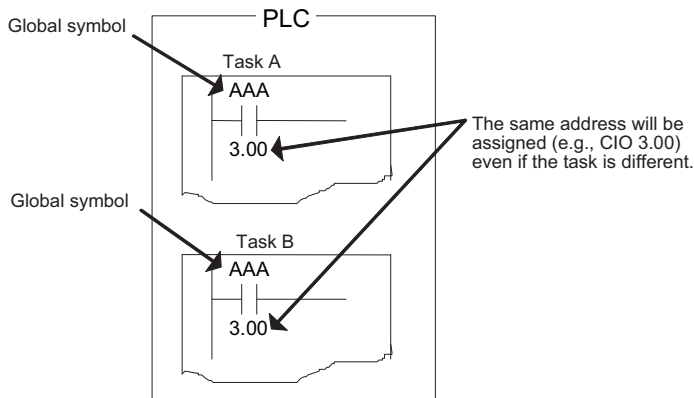 PLC
Global symbol
Task A
AAA
3.00
The same address will be
assigned (e.g., CIO 3.00)
even if the task is different.
Global symbol
Task B
AAA
3.00